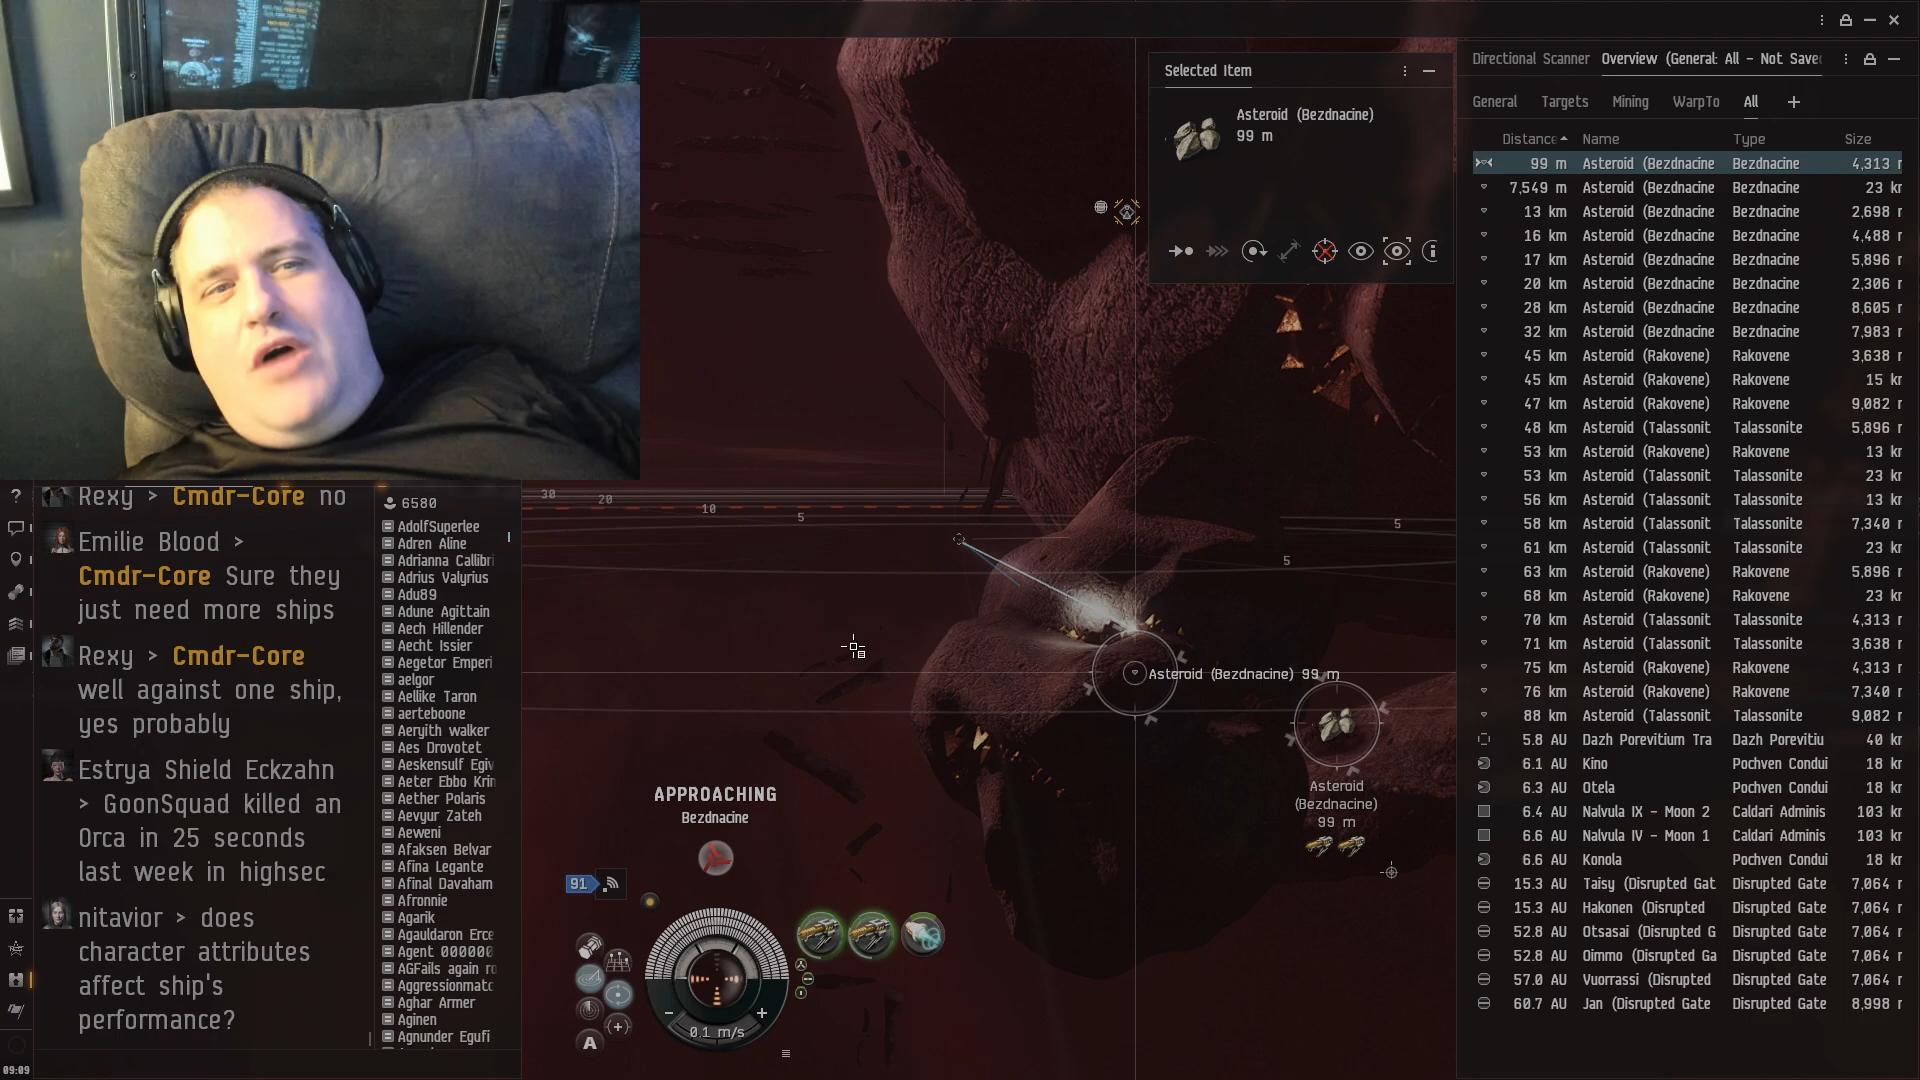 Rexy > Cmdr-Core no
Emilie Blood >
Cmdr-Core Sure they
just need more ships
Rexy > Cmdr-Core
well against one ship,
yes probably
Estrya Shield Eckzahn
> GoonSquad killed an
Orca in 25 seconds
last week in highsec
nitavior > does
character attributes
affect ship's
performance?
09:09
6580
AdolfSuperlee
Adren Aline
Adrianna Callibri
Adrius Valyrius
Adu89
Adune Agittain
Aech Hillender
Aecht Issier
Aegetor Emperi
aelgor
Aellike Taron
aerteboone
Aeryith walker
Aes Drovotet
Aeskensulf Egiv
Aeter Ebbo Krin
Aether Polaris
Aevyur Zateh
Aeweni
Afaksen Belvar
Afina Legante
Afinal Davaham
Afronnie
Agarik
Agauldaron Erce
Agent 000000
AGFails again ro
Aggressionmatc
Aghar Armer
Aginen
Agnunder Egufi
30 20 10 5
5
5
Asteroid (Bezdnacine) 99 m
Asteroid
(Bezdnacine)
99 m
APPROACHING
Bezdnacine
91
0.1 m/s
A
Selected Item
Asteroid (Bezdnacine)
99 m
Directional Scanner Overview (General: All - Not Save
General Targets Mining WarpTo All +
Distance Name Type Size
99 m Asteroid (Bezdnacine Bezdnacine 4,313 r
7,549 m Asteroid (Bezdnacine Bezdnacine 23 kr
13 km Asteroid (Bezdnacine Bezdnacine 2,698 r
16 km Asteroid (Bezdnacine Bezdnacine 4,488 r
17 km Asteroid (Bezdnacine Bezdnacine 5,896 r
20 km Asteroid (Bezdnacine Bezdnacine 2,306 r
28 km Asteroid (Bezdnacine Bezdnacine 8,605 r
32 km Asteroid (Bezdnacine Bezdnacine 7,983 r
45 km Asteroid (Rakovene) Rakovene 3,638 r
45 km Asteroid (Rakovene) Rakovene 15 kr
47 km Asteroid (Rakovene) Rakovene 9,082 r
48 km Asteroid (Talassonit Talassonite 5,896 r
53 km Asteroid (Rakovene) Rakovene 13 kr
53 km Asteroid (Talassonit Talassonite 23 kr
56 km Asteroid (Talassonit Talassonite 13 kr
58 km Asteroid (Talassonit Talassonite 7,340 r
61 km Asteroid (Talassonit Talassonite 23 kr
63 km Asteroid (Rakovene) Rakovene 5,896 r
68 km Asteroid (Rakovene) Rakovene 23 kr
70 km Asteroid (Talassonit Talassonite 4,313 r
71 km Asteroid (Talassonit Talassonite 3,638 r
75 km Asteroid (Rakovene) Rakovene 4,313 r
76 km Asteroid (Rakovene) Rakovene 7,340 r
88 km Asteroid (Talassonit Talassonite 9,082 r
5.8 AU Dazh Porevitium Tra Dazh Porevitiu 40 kr
6.1 AU Kino Pochven Condui 18 kr
6.3 AU Otela Pochven Condui 18 kr
6.4 AU Nalvula IX - Moon 2 Caldari Adminis 103 kr
6.6 AU Nalvula IV - Moon 1 Caldari Adminis 103 kr
6.6 AU Konola Pochven Condui 18 kr
15.3 AU Taisy (Disrupted Gat Disrupted Gate 7,064 r
15.3 AU Hakonen (Disrupted Disrupted Gate 7,064 r
52.8 AU Otsasai (Disrupted G Disrupted Gate 7,064 r
52.8 AU Oimmo (Disrupted Ga Disrupted Gate 7,064 r
57.0 AU Vuorrassi (Disrupted Disrupted Gate 7,064 r
60.7 AU Jan (Disrupted Gate Disrupted Gate 8,998 r